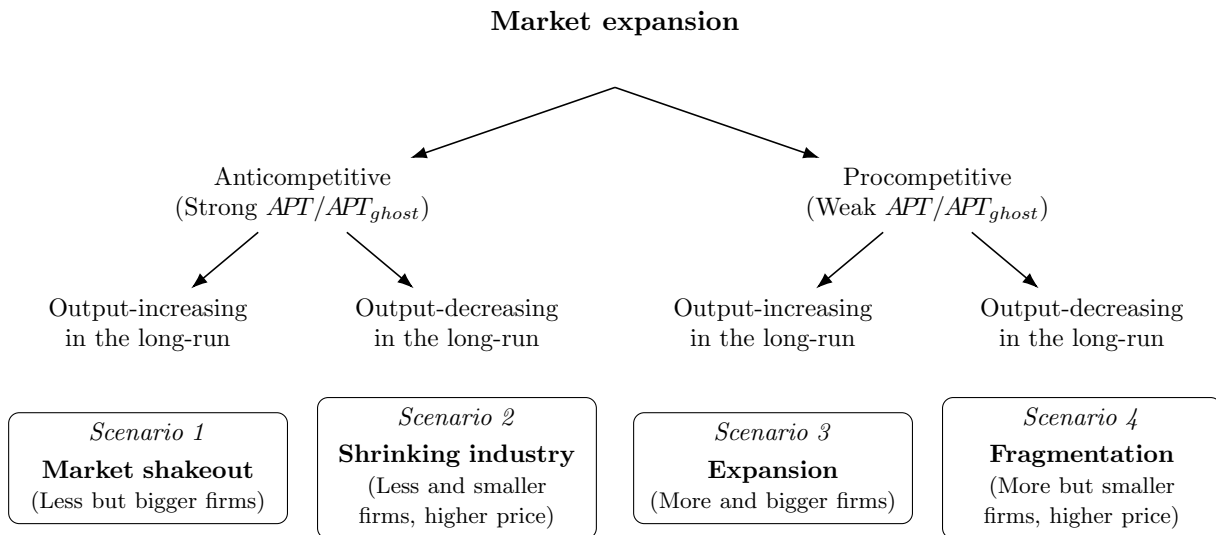 Market expansion
Anticompetitive
(Strong APT/APT_ghost)
Procompetitive
(Weak APT/APT_ghost)
Output-increasing
in the long-run
Output-decreasing
in the long-run
Output-increasing
in the long-run
Output-decreasing
in the long-run
Scenario 1
Market shakeout
(Less but bigger firms)
Scenario 2
Shrinking industry
(Less and smaller
firms, higher price)
Scenario 3
Expansion
(More and bigger firms)
Scenario 4
Fragmentation
(More but smaller
firms, higher price)